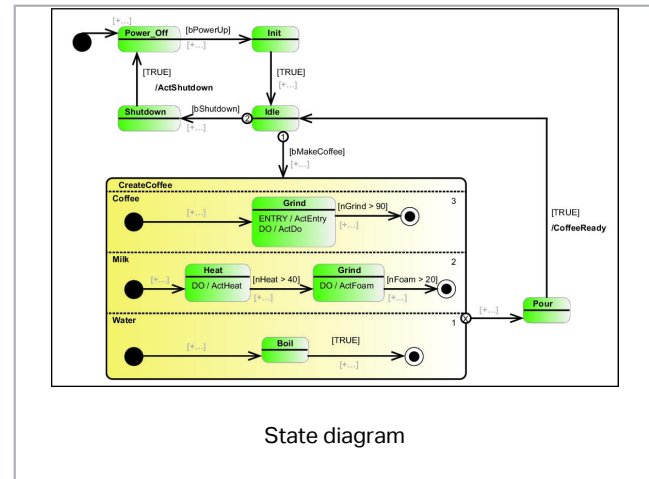 [+...]
Power_Off
[bPowerUp]
[+...]
Init
[TRUE]
/ActShutdown
[TRUE]
[+...]
Shutdown
[bShutdown]
[+...]
2
Idle
1
[bMakeCoffee]
[+...]
CreateCoffee
Coffee
3
[+...]
Grind
ENTRY / ActEntry
DO / ActDo
[nGrind > 90]
[+...]
Milk
2
[+...]
Heat
DO / ActHeat
[nHeat > 40]
[+...]
Grind
DO / ActFoam
[nFoam > 20]
[+...]
Water
1
[+...]
Boil
[TRUE]
[+...]
X
[+...]
Pour
[TRUE]
/CoffeeReady
State diagram